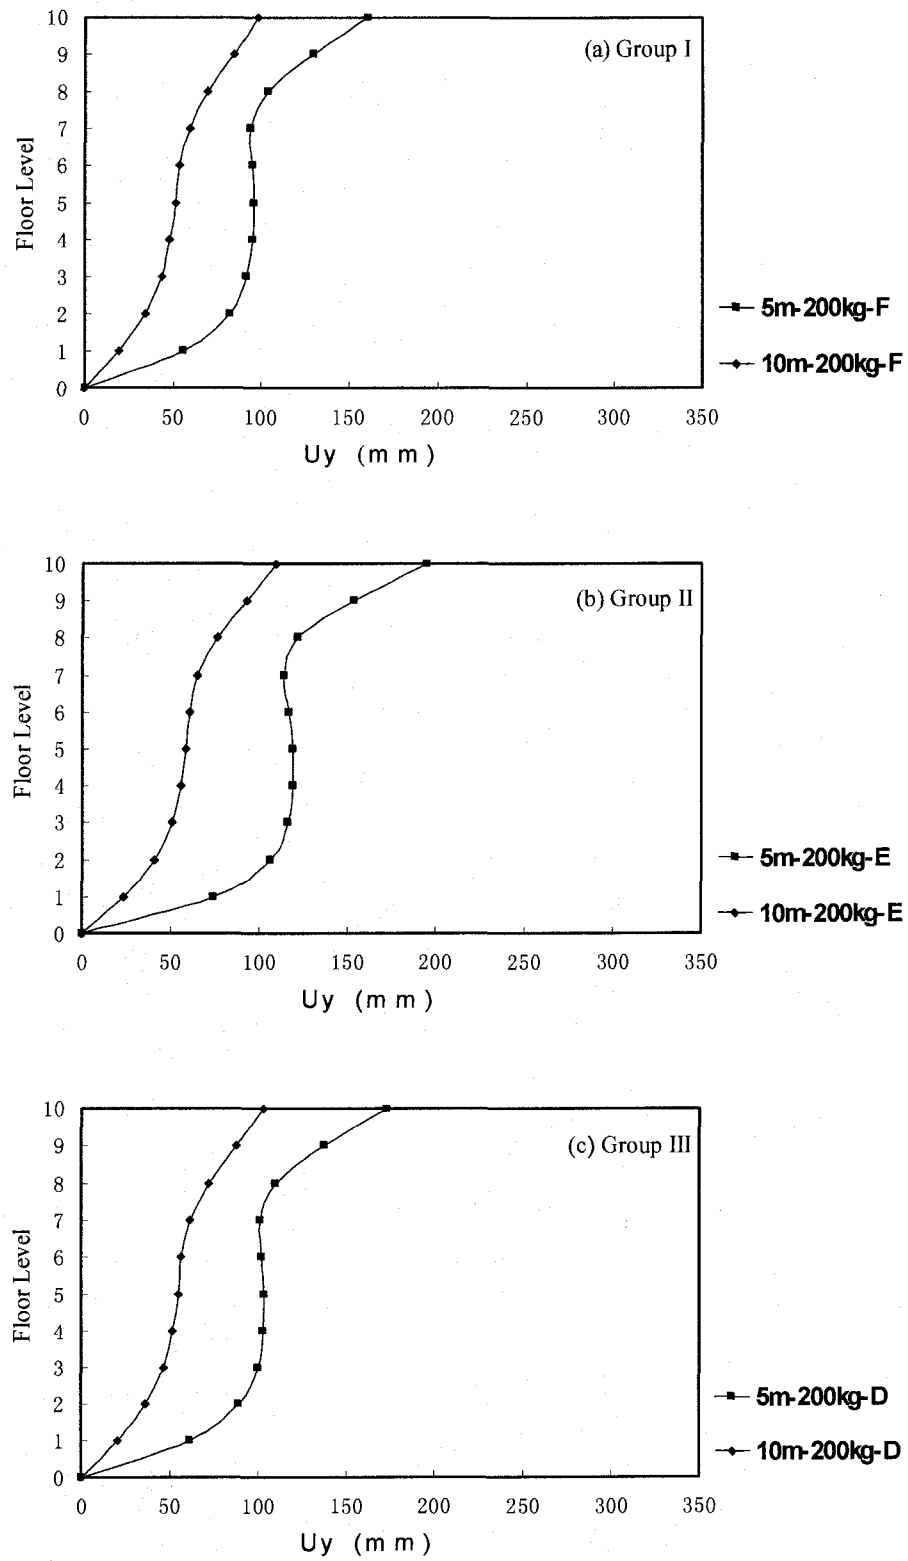 10
9
8
7
6
5
4
3
2
1
0
Floor Level
(a) Group I
5m-200kg-F
10m-200kg-F
0 50 100 150 200 250 300 350
Uy (mm)
10
9
8
7
6
5
4
3
2
1
0
Floor Level
(b) Group II
5m-200kg-E
10m-200kg-E
0 50 100 150 200 250 300 350
Uy (mm)
10
9
8
7
6
5
4
3
2
1
0
Floor Level
(c) Group III
5m-200kg-D
10m-200kg-D
0 50 100 150 200 250 300 350
Uy (mm)